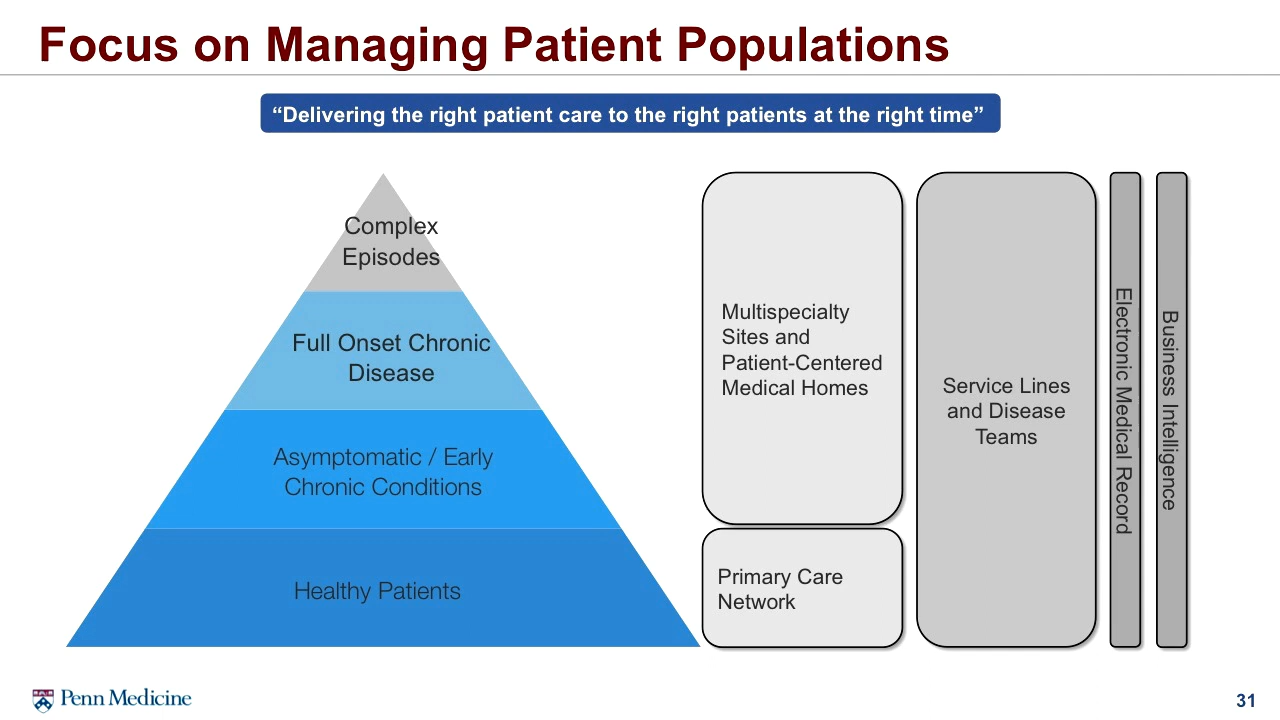 Focus on Managing Patient Populations
“Delivering the right patient care to the right patients at the right time”
Complex
Episodes
Full Onset Chronic
Disease
Asymptomatic / Early
Chronic Conditions
Healthy Patients
Multispecialty
Sites and
Patient-Centered
Medical Homes
Primary Care
Network
Service Lines
and Disease
Teams
Electronic Medical Record
Business Intelligence
Penn Medicine
31